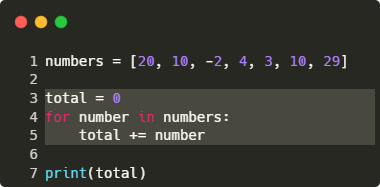 1 numbers = [20, 10, -2, 4, 3, 10, 29]
2
3 total = 0
4 for number in numbers:
5     total += number
6
7 print(total)